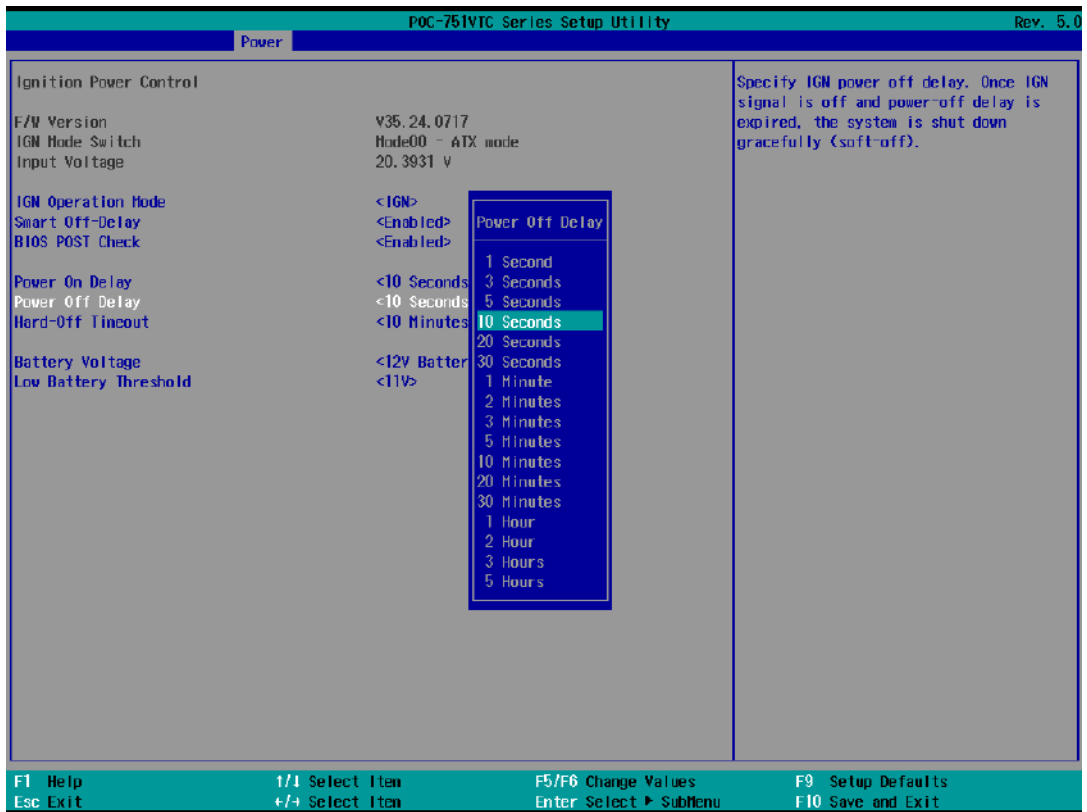 POC-751VTC Series Setup Utility Rev. 5.0
Power
Ignition Power Control
F/W Version V35.24.0717
IGN Mode Switch Mode00 - ATX mode
Input Voltage 20.3931 V
IGN Operation Mode <IGN>
Smart Off-Delay <Enabled>
BIOS POST Check <Enabled>
Power On Delay <10 Seconds
Power Off Delay <10 Seconds
Hard-Off Timeout <10 Minutes
Battery Voltage <12V Batter
Low Battery Threshold <11V>
Power Off Delay
1 Second
3 Seconds
5 Seconds
10 Seconds
20 Seconds
30 Seconds
1 Minute
2 Minutes
3 Minutes
5 Minutes
10 Minutes
20 Minutes
30 Minutes
1 Hour
2 Hour
3 Hours
5 Hours
Specify IGN power off delay. Once IGN
signal is off and power-off delay is
expired, the system is shut down
gracefully (soft-off).
F1 Help ↑/↓ Select Item F5/F6 Change Values F9 Setup Defaults
Esc Exit ←/→ Select Item Enter Select ▶ SubMenu F10 Save and Exit